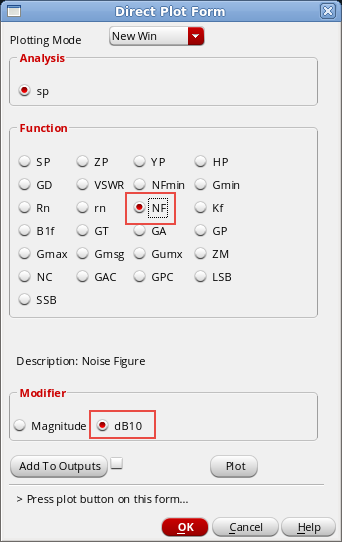 Direct Plot Form
Plotting Mode New Win
Analysis
sp
Function
SP ZP YP HP
GD VSWR NFmin Gmin
Rn rn NF Kf
B1f GT GA GP
Gmax Gmsg Gumx ZM
NC GAC GPC LSB
SSB
Description: Noise Figure
Modifier
Magnitude dB10
Add To Outputs Plot
> Press plot button on this form...
OK Cancel Help